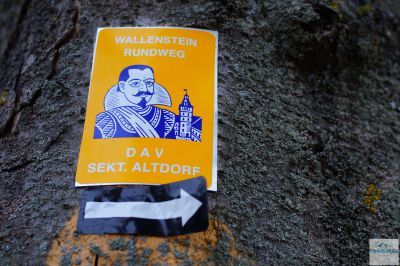 WALLENSTEIN
RUNDWEG
DAV
SEKT. ALTDORF